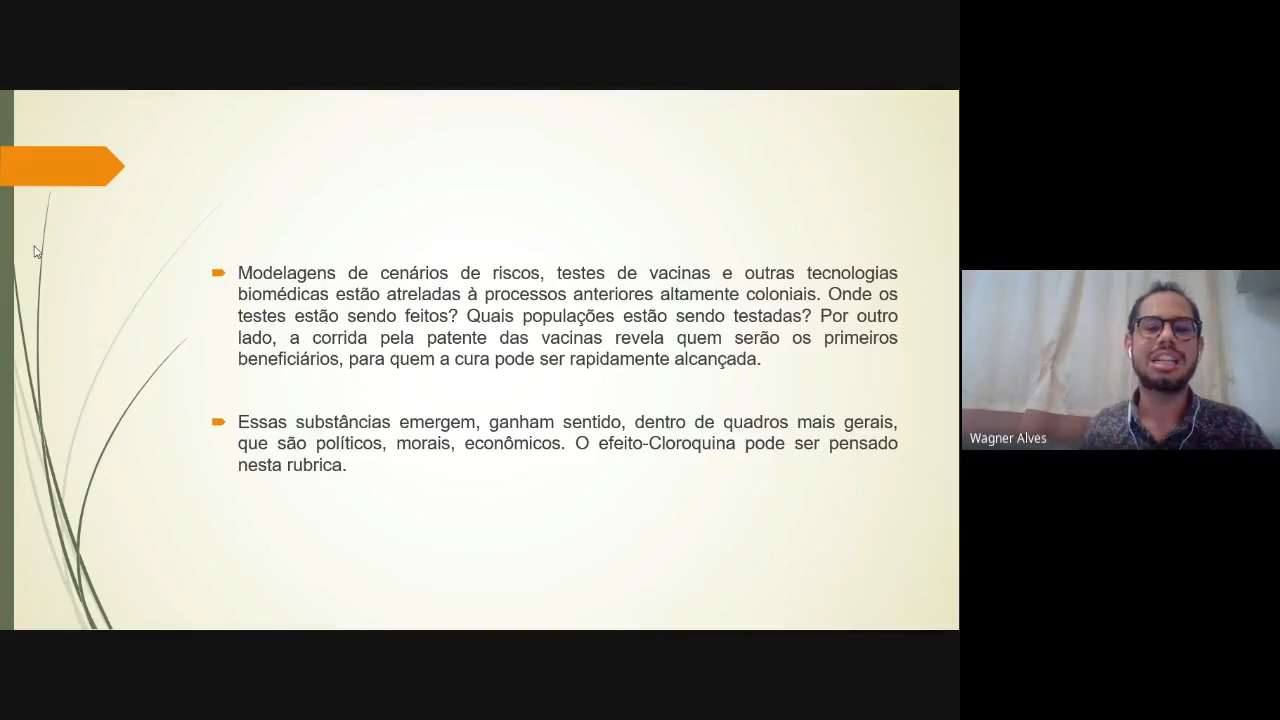 Modelagens de cenários de riscos, testes de vacinas e outras tecnologias
biomédicas estão atreladas à processos anteriores altamente coloniais. Onde os
testes estão sendo feitos? Quais populações estão sendo testadas? Por outro
lado, a corrida pela patente das vacinas revela quem serão os primeiros
beneficiários, para quem a cura pode ser rapidamente alcançada.
Essas substâncias emergem, ganham sentido, dentro de quadros mais gerais,
que são políticos, morais, econômicos. O efeito-Cloroquina pode ser pensado
nesta rubrica.
Wagner Alves